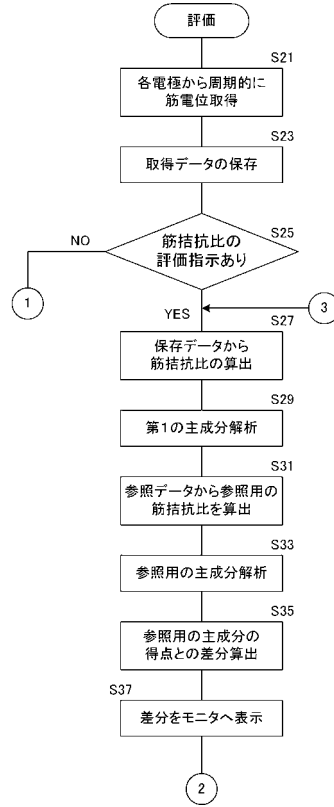 評価
S21
各電極から周期的に
筋電位取得
S23
取得データの保存
S25
筋拮抗比の
評価指示あり
NO
1
YES
3
S27
保存データから
筋拮抗比の算出
S29
第1の主成分解析
S31
参照データから参照用の
筋拮抗比を算出
S33
参照用の主成分解析
S35
参照用の主成分の
得点との差分算出
S37
差分をモニタへ表示
2